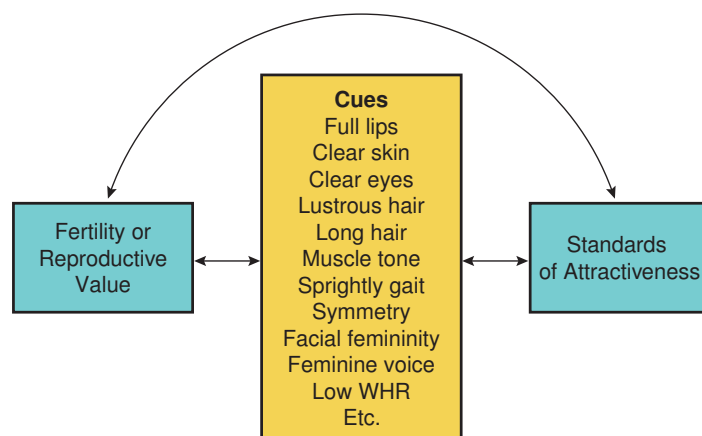 Cues
Full lips
Clear skin
Clear eyes
Lustrous hair
Long hair
Muscle tone
Sprightly gait
Symmetry
Facial femininity
Feminine voice
Low WHR
Etc.
Fertility or
Reproductive
Value
Standards
of Attractiveness